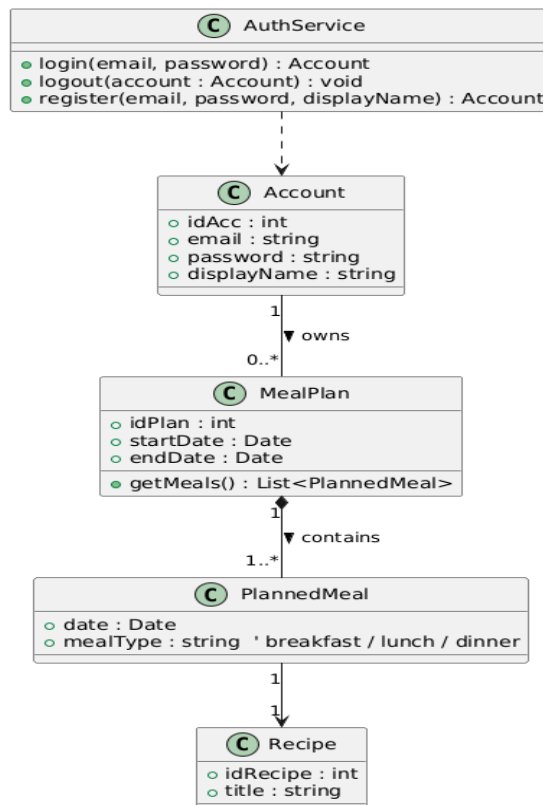 C AuthService
login(email, password) : Account
logout(account : Account) : void
register(email, password, displayName) : Account
C Account
idAcc : int
email : string
password : string
displayName : string
1
owns
0..*
C MealPlan
idPlan : int
startDate : Date
endDate : Date
getMeals() : List<PlannedMeal>
1
contains
1..*
C PlannedMeal
date : Date
mealType : string ' breakfast / lunch / dinner
1
1
C Recipe
idRecipe : int
title : string